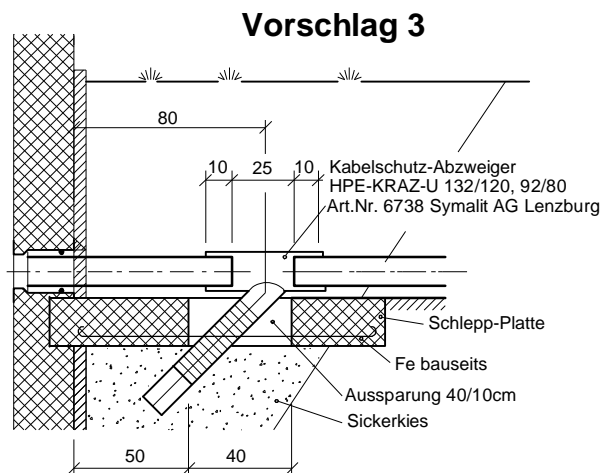 Vorschlag 3
80
10 25 10
Kabelschutz-Abzweiger
HPE-KRAZ-U 132/120, 92/80
Art.Nr. 6738 Symalit AG Lenzburg
Schlepp-Platte
Fe bauseits
Aussparung 40/10cm
Sickerkies
50 40